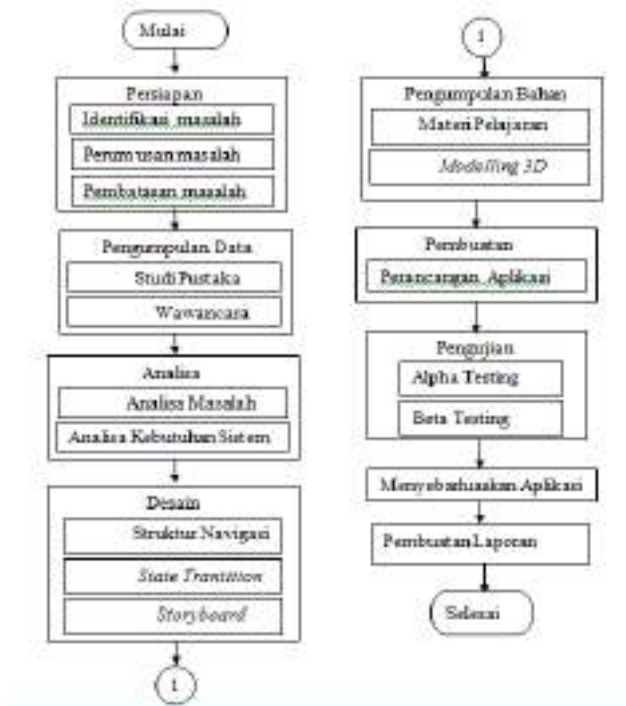 Mulai
Persiapan
Identifikasi masalah
Perumusan masalah
Pembatasan masalah
Pengumpulan Data
Studi Pustaka
Wawancara
Analisa
Analisa Masalah
Analisa Kebutuhan Sistem
Desain
Struktur Navigasi
State Transition
Storyboard
1
1
Pengumpulan Bahan
Materi Pelajaran
Modelling 3D
Pembuatan
Perancangan Aplikasi
Pengujian
Alpha Testing
Beta Testing
Menyebarluaskan Aplikasi
Pembuatan Laporan
Selesai